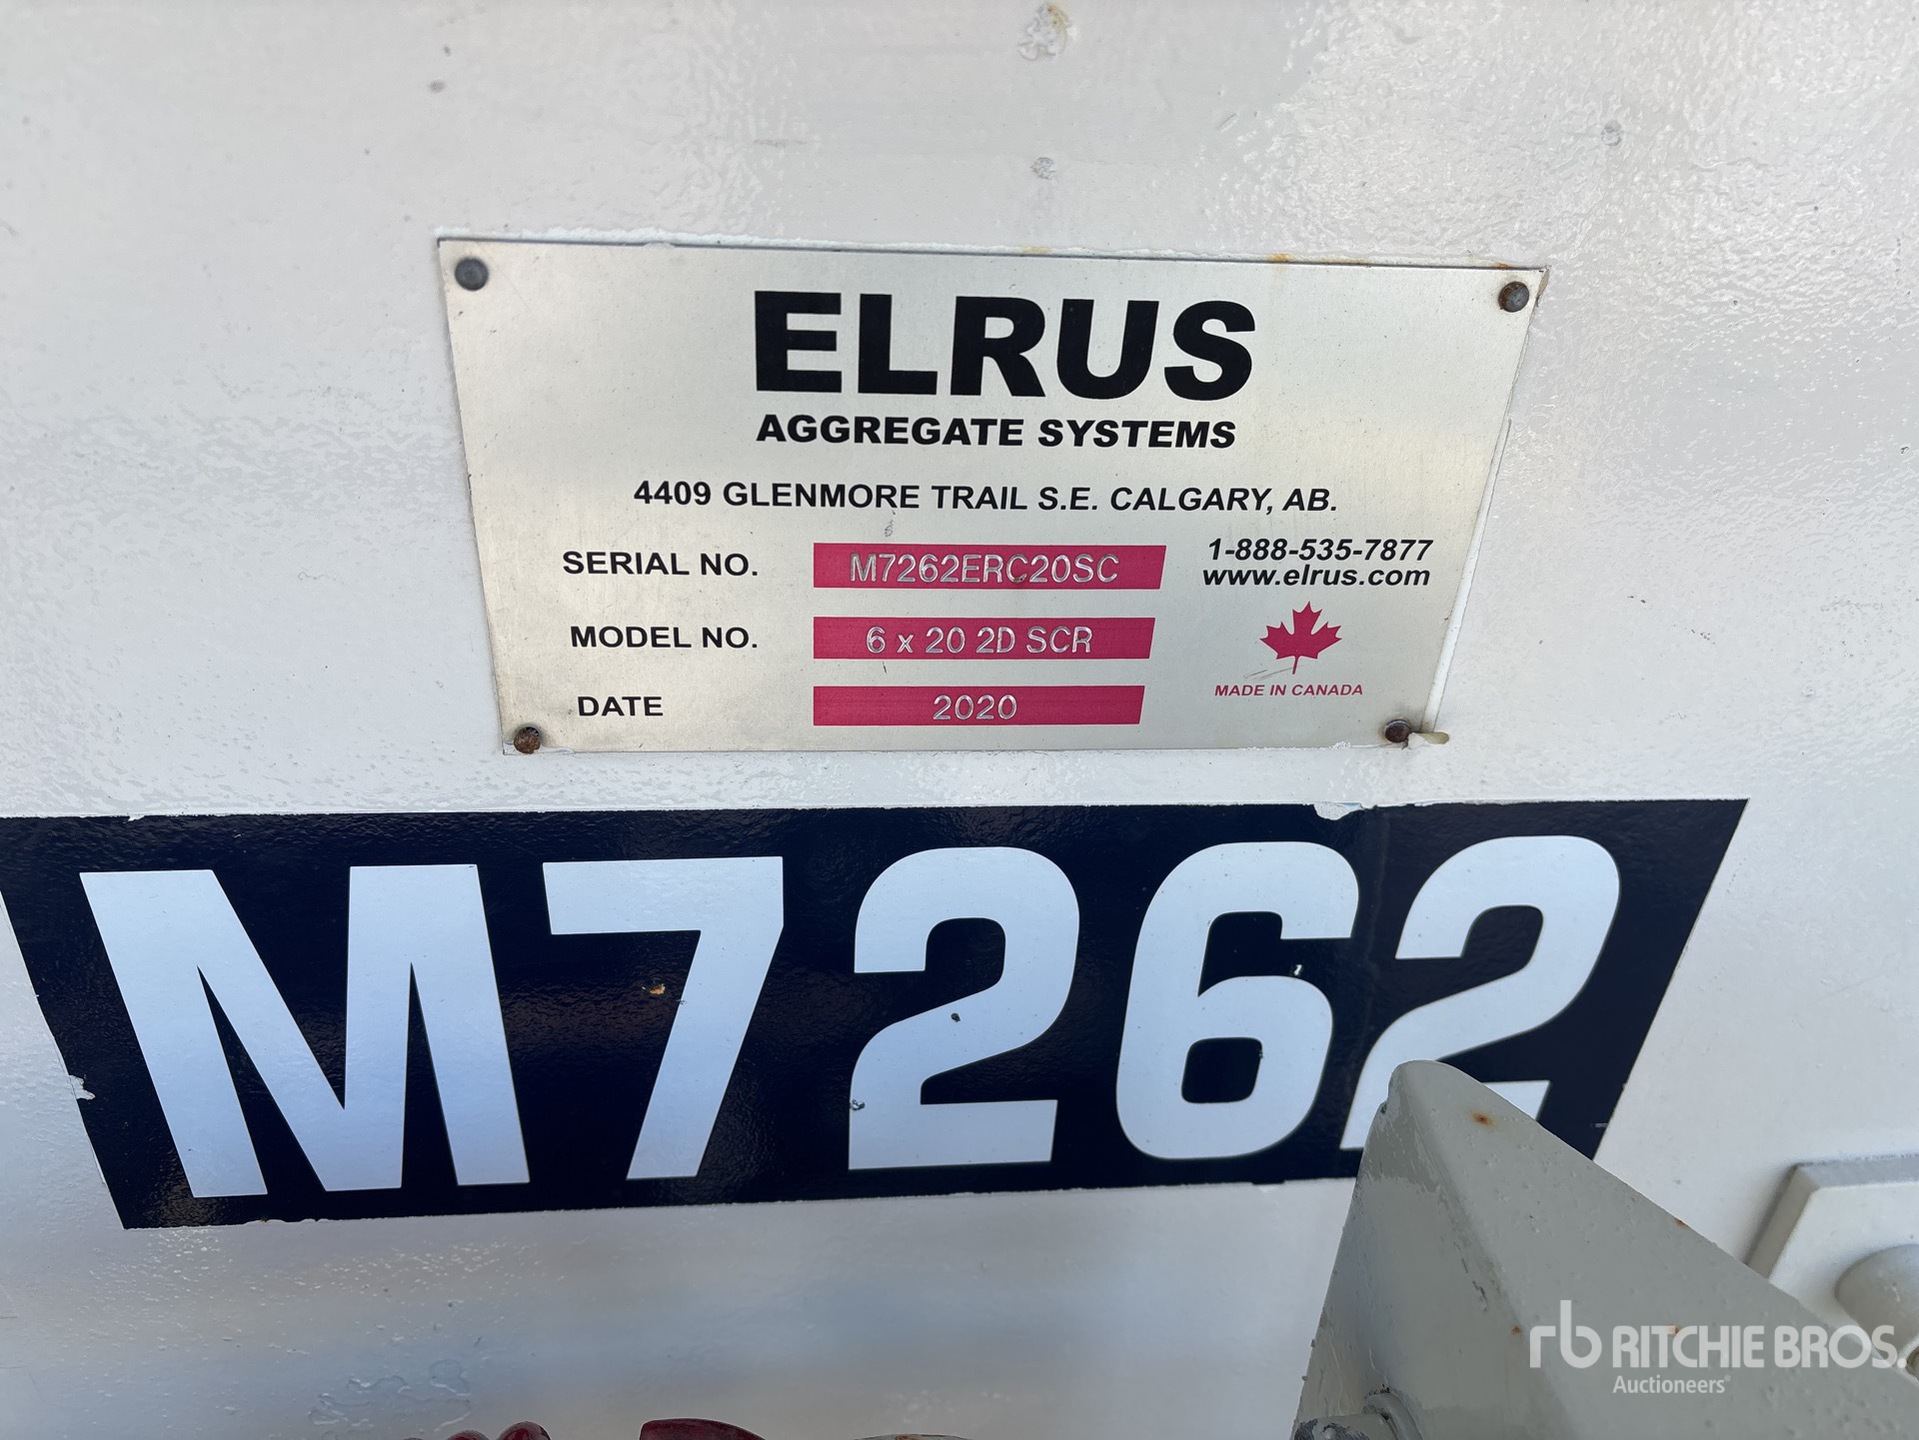 ELRUS
AGGREGATE SYSTEMS
4409 GLENMORE TRAIL S.E. CALGARY, AB.
SERIAL NO. M7262ERC20SC
1-888-535-7877
www.elrus.com
MODEL NO. 6 x 20 2D SCR
DATE 2020
MADE IN CANADA
M7262
rb RITCHIE BROS.
Auctioneers